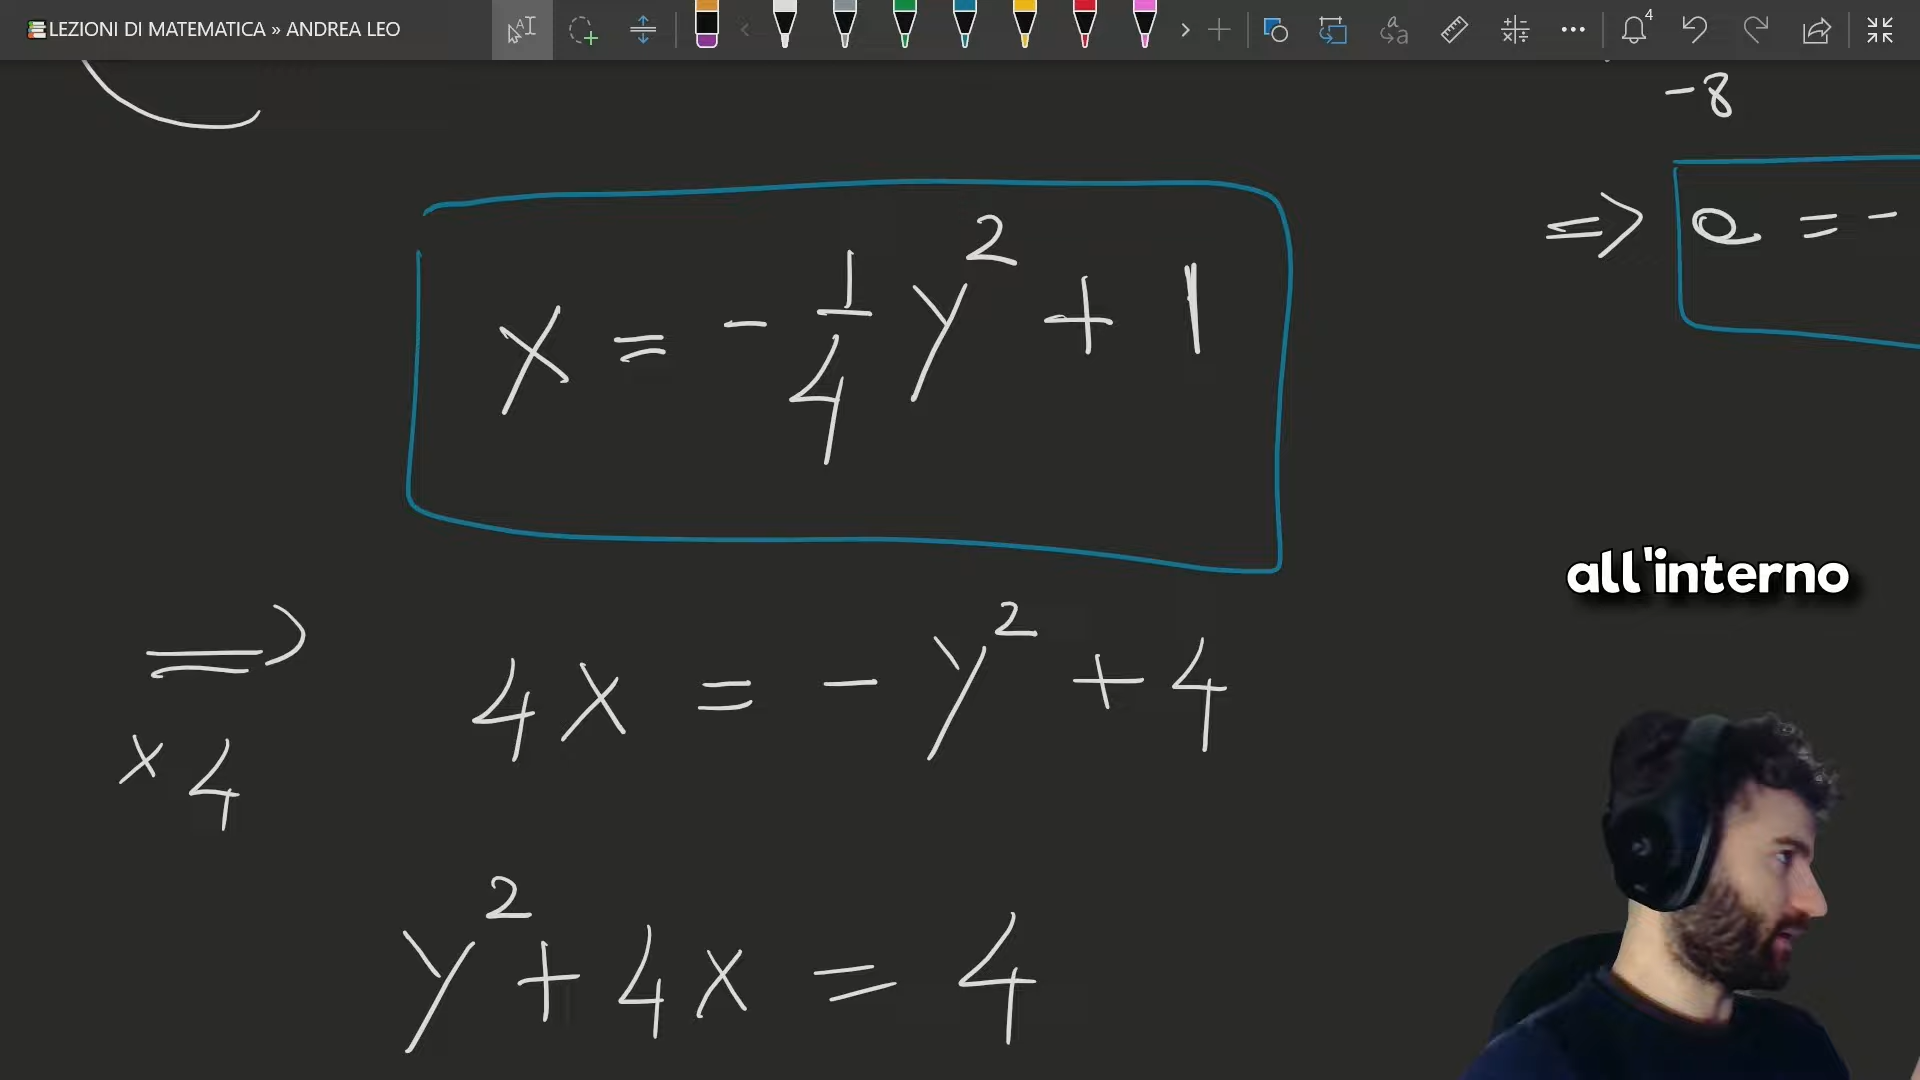 LEZIONI DI MATEMATICA » ANDREA LEO
4
-8
x = - 1/4 y² + 1
=> a = -
all'interno
=> 4x = - y² + 4
x 4
y² + 4x = 4